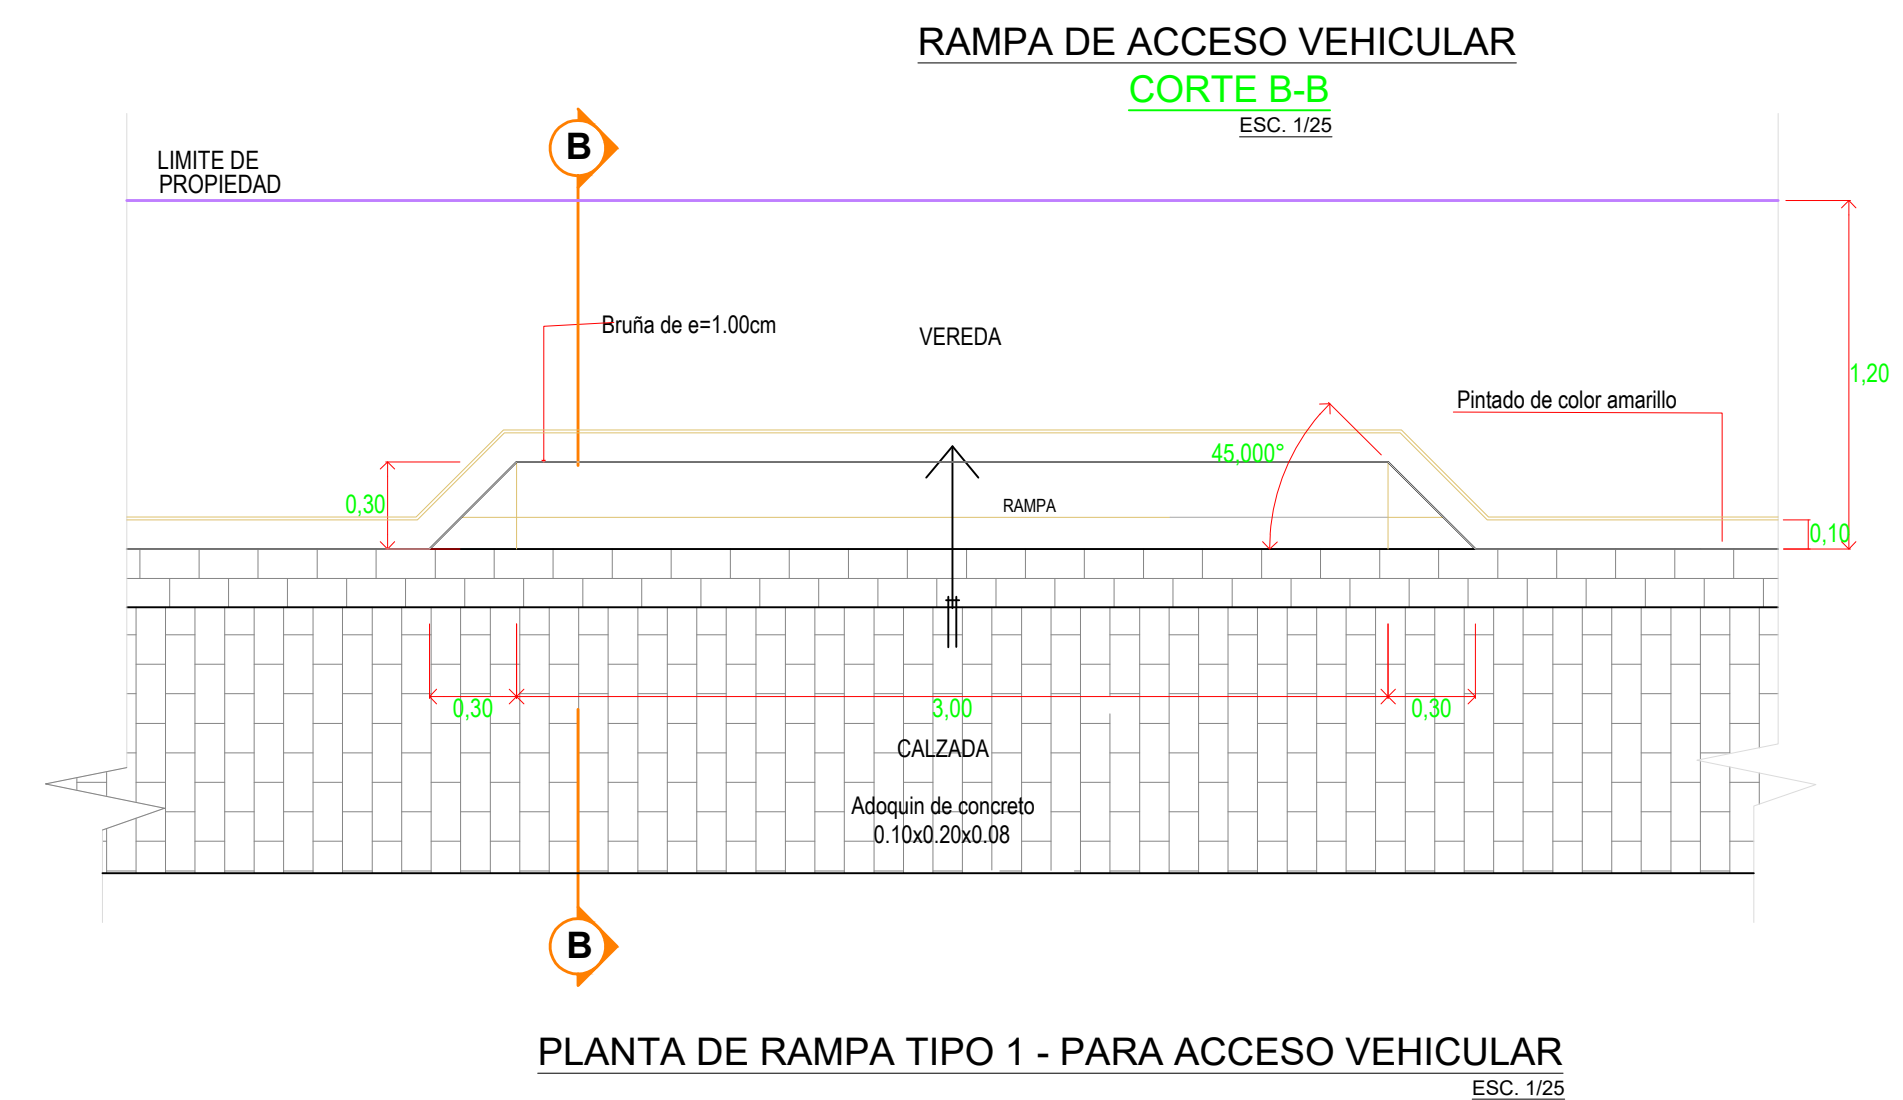 RAMPA DE ACCESO VEHICULAR
CORTE B-B
ESC. 1/25
B
LIMITE DE
PROPIEDAD
Bruña de e=1.00cm
VEREDA
1,20
Pintado de color amarillo
45,000°
0,30
RAMPA
0,10
0,30
3,00
0,30
CALZADA
Adoquin de concreto
0.10x0.20x0.08
B
PLANTA DE RAMPA TIPO 1 - PARA ACCESO VEHICULAR
ESC. 1/25